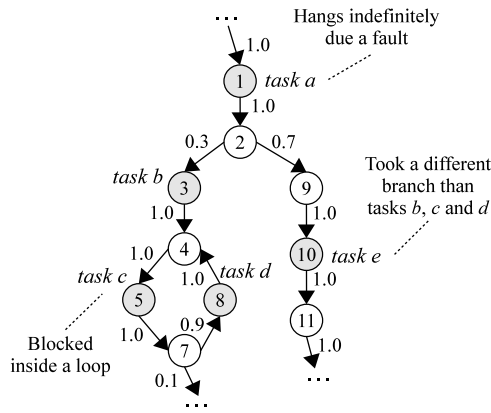 ...
Hangs indefinitely
due a fault
1.0
1 task a
1.0
2
0.3 0.7
Took a different
branch than
tasks b, c and d
task b
3
9
1.0 1.0
4
10 task e
1.0
task c
task d
1.0
1.0
5
8
11
Blocked
inside a loop
1.0
0.9
7
1.0
0.1
...
...